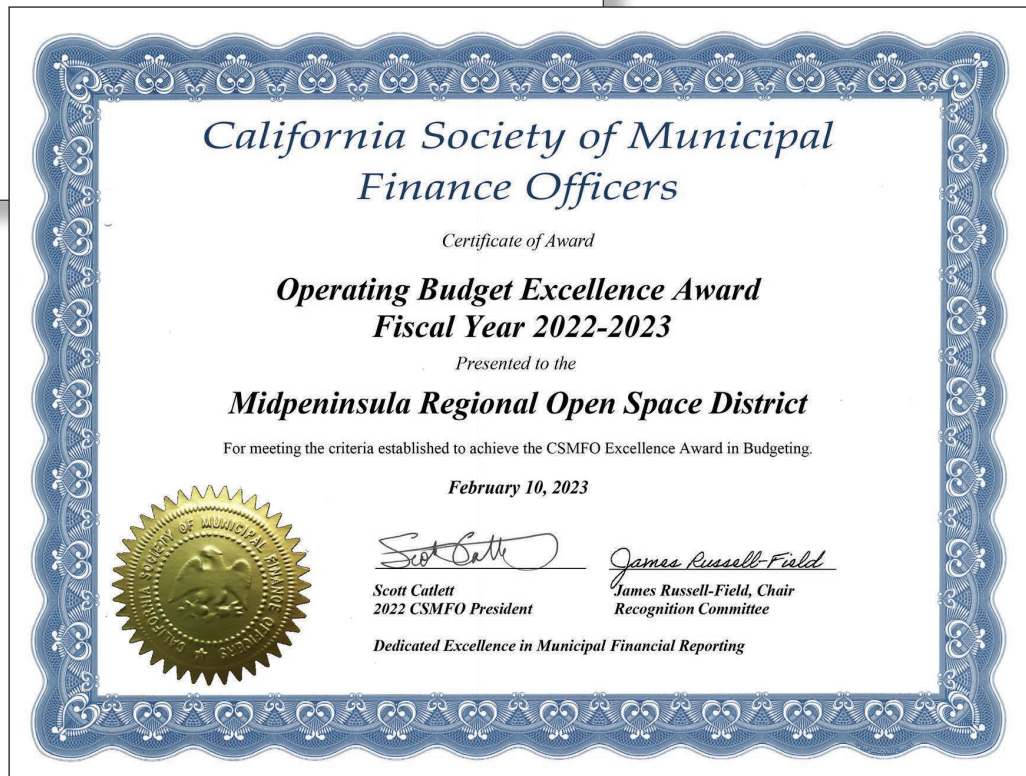 California Society of Municipal
Finance Officers
Certificate of Award
Operating Budget Excellence Award
Fiscal Year 2022-2023
Presented to the
Midpeninsula Regional Open Space District
For meeting the criteria established to achieve the CSMFO Excellence Award in Budgeting.
February 10, 2023
Scott Catlett
James Russell-Field
Scott Catlett
2022 CSMFO President
James Russell-Field, Chair
Recognition Committee
Dedicated Excellence in Municipal Financial Reporting
CALIFORNIA SOCIETY OF MUNICIPAL FINANCE OFFICERS